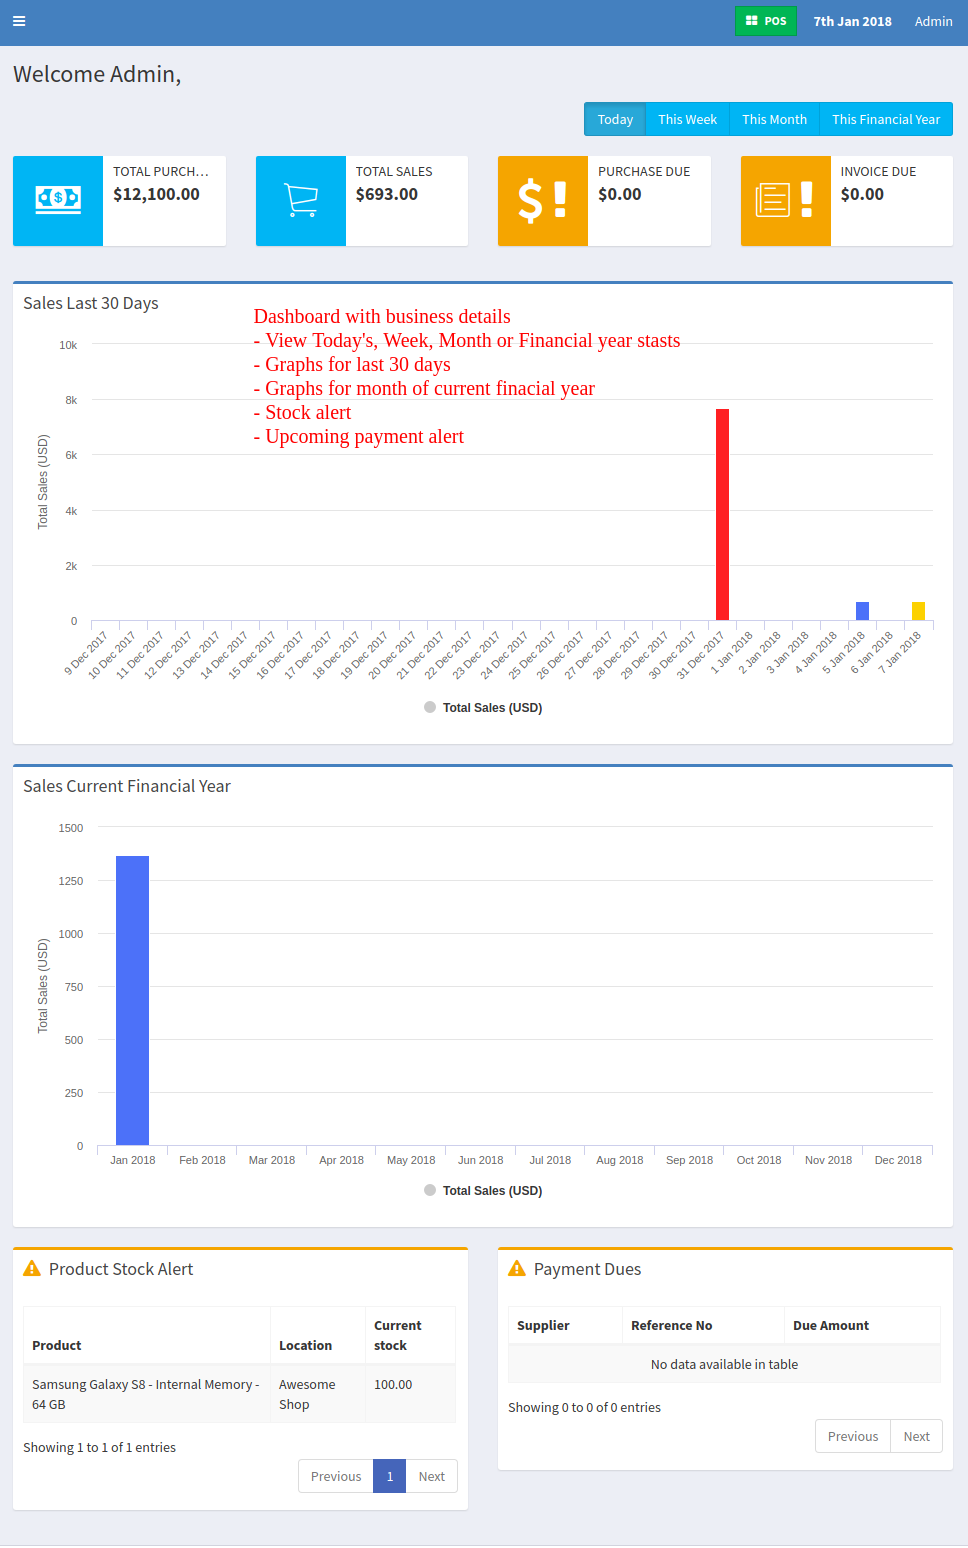 POS 7th Jan 2018 Admin
Welcome Admin,
Today This Week This Month This Financial Year
TOTAL PURCH...
$12,100.00
TOTAL SALES
$693.00
PURCHASE DUE
$0.00
INVOICE DUE
$0.00
Sales Last 30 Days
Dashboard with business details
- View Today's, Week, Month or Financial year stasts
- Graphs for last 30 days
- Graphs for month of current finacial year
- Stock alert
- Upcoming payment alert
Total Sales (USD)
10k
8k
6k
4k
2k
0
9 Dec 2017 10 Dec 2017 11 Dec 2017 12 Dec 2017 13 Dec 2017 14 Dec 2017 15 Dec 2017 16 Dec 2017 17 Dec 2017 18 Dec 2017 19 Dec 2017 20 Dec 2017 21 Dec 2017 22 Dec 2017 23 Dec 2017 24 Dec 2017 25 Dec 2017 26 Dec 2017 27 Dec 2017 28 Dec 2017 29 Dec 2017 30 Dec 2017 31 Dec 2017 1 Jan 2018 2 Jan 2018 3 Jan 2018 4 Jan 2018 5 Jan 2018 6 Jan 2018 7 Jan 2018
Total Sales (USD)
Sales Current Financial Year
Total Sales (USD)
1500
1250
1000
750
500
250
0
Jan 2018 Feb 2018 Mar 2018 Apr 2018 May 2018 Jun 2018 Jul 2018 Aug 2018 Sep 2018 Oct 2018 Nov 2018 Dec 2018
Total Sales (USD)
Product Stock Alert
Product Location Current
stock
Samsung Galaxy S8 - Internal Memory - Awesome 100.00
64 GB Shop
Showing 1 to 1 of 1 entries
Previous 1 Next
Payment Dues
Supplier Reference No Due Amount
No data available in table
Showing 0 to 0 of 0 entries
Previous Next